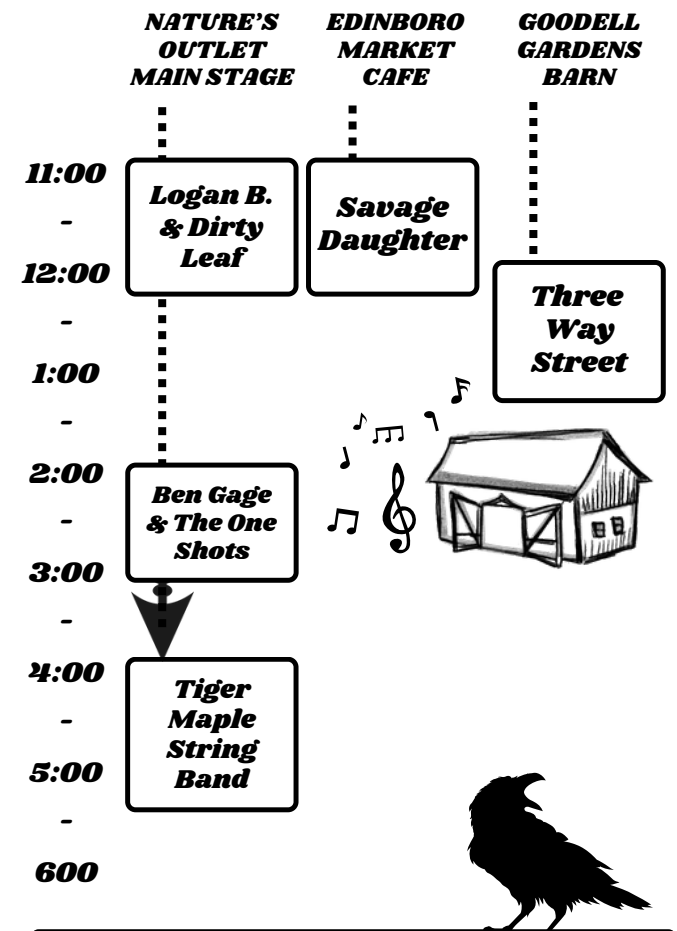 NATURE'S
OUTLET
MAIN STAGE
EDINBORO
MARKET
CAFE
GOODELL
GARDENS
BARN
11:00
-
12:00
-
1:00
-
2:00
-
3:00
-
4:00
-
5:00
-
600
Logan B.
& Dirty
Leaf
Savage
Daughter
Three
Way
Street
Ben Gage
& The One
Shots
Tiger
Maple
String
Band